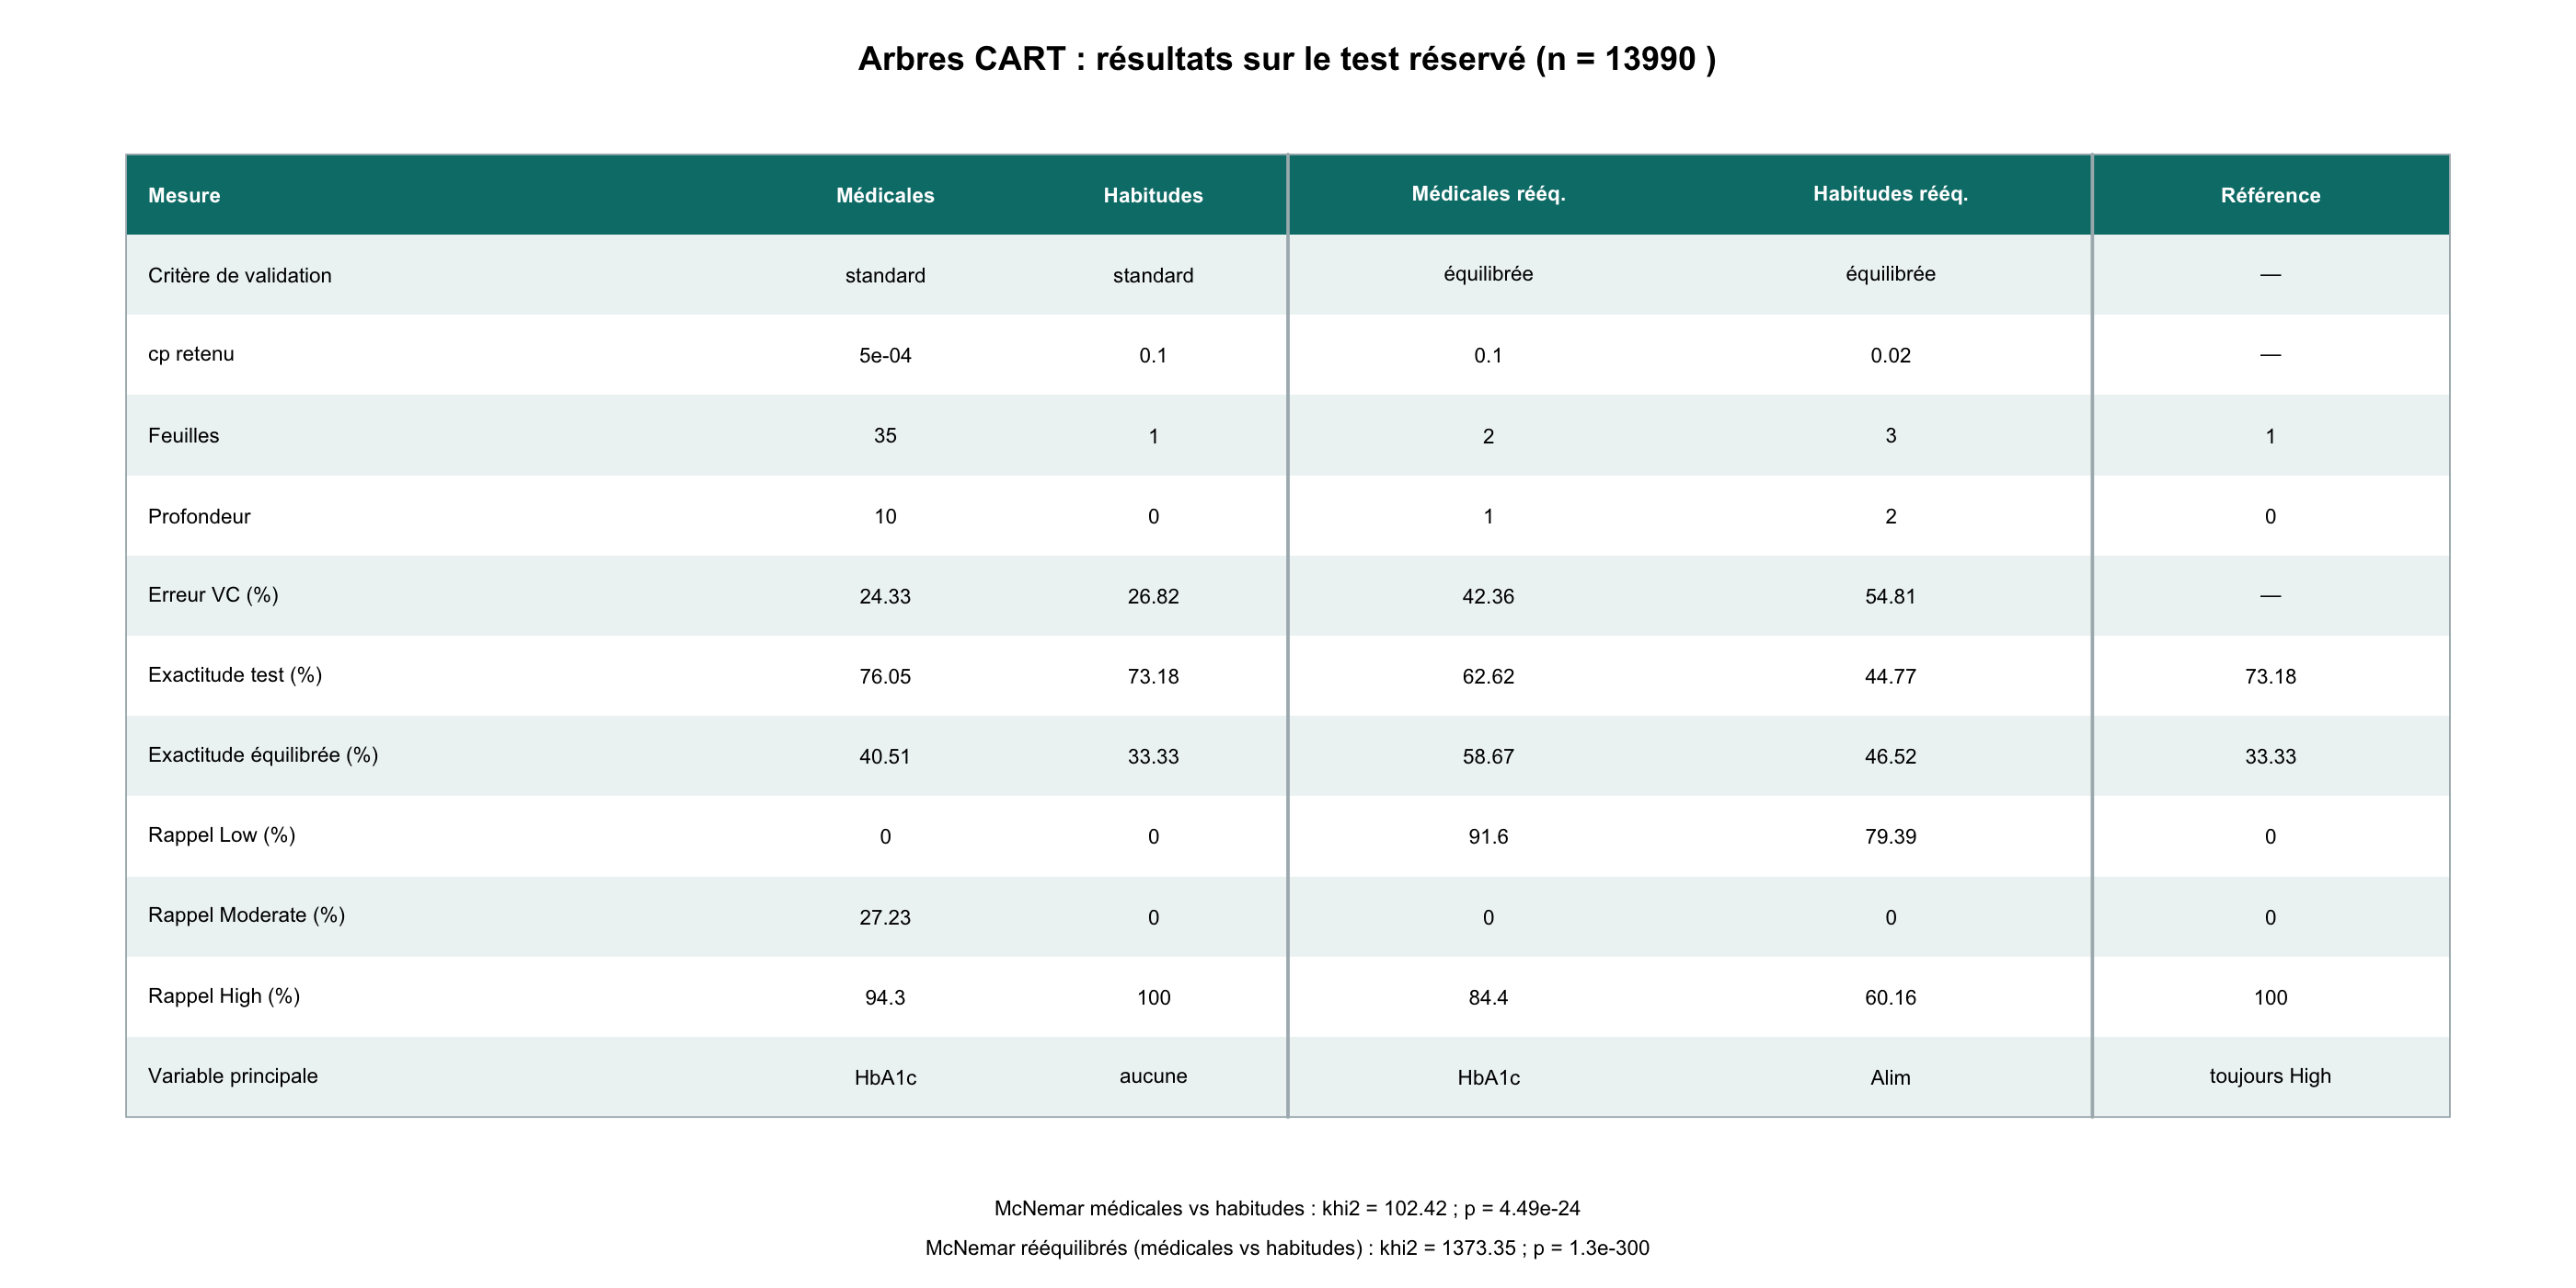 Arbres CART : résultats sur le test réservé (n = 13990 )
Mesure Médicales Habitudes Médicales rééq. Habitudes rééq. Référence
Critère de validation standard standard équilibrée équilibrée —
cp retenu 5e-04 0.1 0.1 0.02 —
Feuilles 35 1 2 3 1
Profondeur 10 0 1 2 0
Erreur VC (%) 24.33 26.82 42.36 54.81 —
Exactitude test (%) 76.05 73.18 62.62 44.77 73.18
Exactitude équilibrée (%) 40.51 33.33 58.67 46.52 33.33
Rappel Low (%) 0 0 91.6 79.39 0
Rappel Moderate (%) 27.23 0 0 0 0
Rappel High (%) 94.3 100 84.4 60.16 100
Variable principale HbA1c aucune HbA1c Alim toujours High
McNemar médicales vs habitudes : khi2 = 102.42 ; p = 4.49e-24
McNemar rééquilibrés (médicales vs habitudes) : khi2 = 1373.35 ; p = 1.3e-300